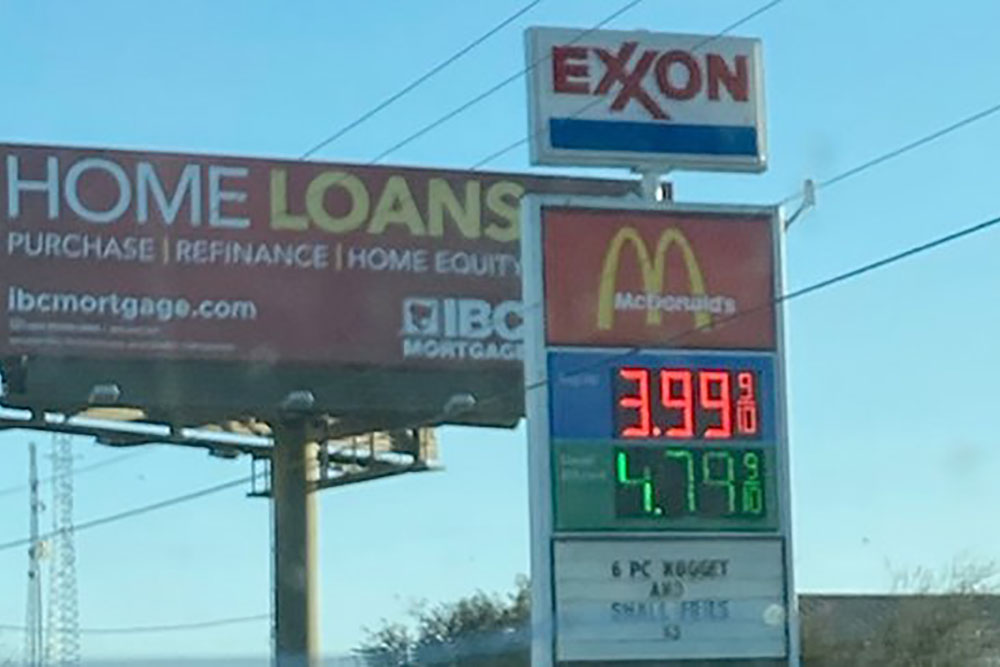 HOME LOANS
PURCHASE | REFINANCE | HOME EQUITY
ibcmortgage.com
IBC
MORTGAGE
EXXON
McDonald's
3.99 9/10
4.79 9/10
6 PC NUGGET
AND
SMALL FRIES